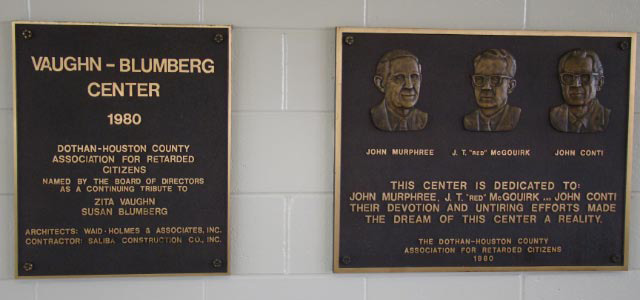 VAUGHN – BLUMBERG
CENTER
1980
DOTHAN-HOUSTON COUNTY
ASSOCIATION FOR RETARDED
CITIZENS
NAMED BY THE BOARD OF DIRECTORS
AS A CONTINUING TRIBUTE TO
ZITA VAUGHN
SUSAN BLUMBERG
ARCHITECTS: WAID - HOLMES & ASSOCIATES, INC.
CONTRACTOR: SALIBA CONSTRUCTION CO., INC.
JOHN MURPHREE J. T. "RED" McGOUIRK JOHN CONTI
THIS CENTER IS DEDICATED TO:
JOHN MURPHREE, J. T. "RED" McGOUIRK AND JOHN CONTI
THEIR DEVOTION AND UNTIRING EFFORTS MADE
THE DREAM OF THIS CENTER A REALITY.
THE DOTHAN-HOUSTON COUNTY
ASSOCIATION FOR RETARDED CITIZENS
1980